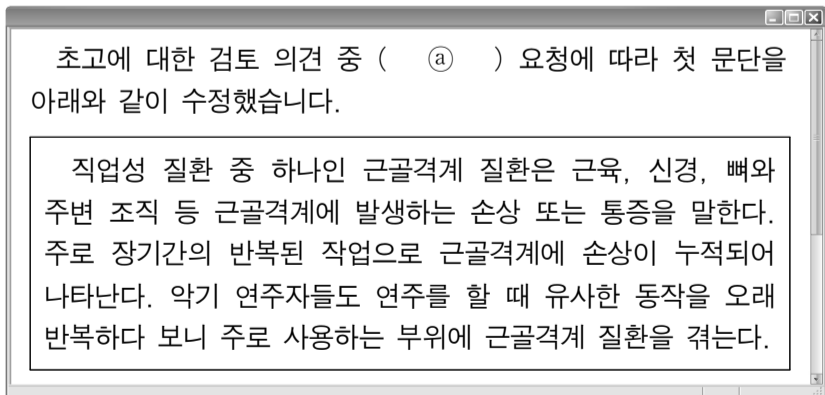 초고에 대한 검토 의견 중 ( ⓐ ) 요청에 따라 첫 문단을
아래와 같이 수정했습니다.
직업성 질환 중 하나인 근골격계 질환은 근육, 신경, 뼈와
주변 조직 등 근골격계에 발생하는 손상 또는 통증을 말한다.
주로 장기간의 반복된 작업으로 근골격계에 손상이 누적되어
나타난다. 악기 연주자들도 연주를 할 때 유사한 동작을 오래
반복하다 보니 주로 사용하는 부위에 근골격계 질환을 겪는다.